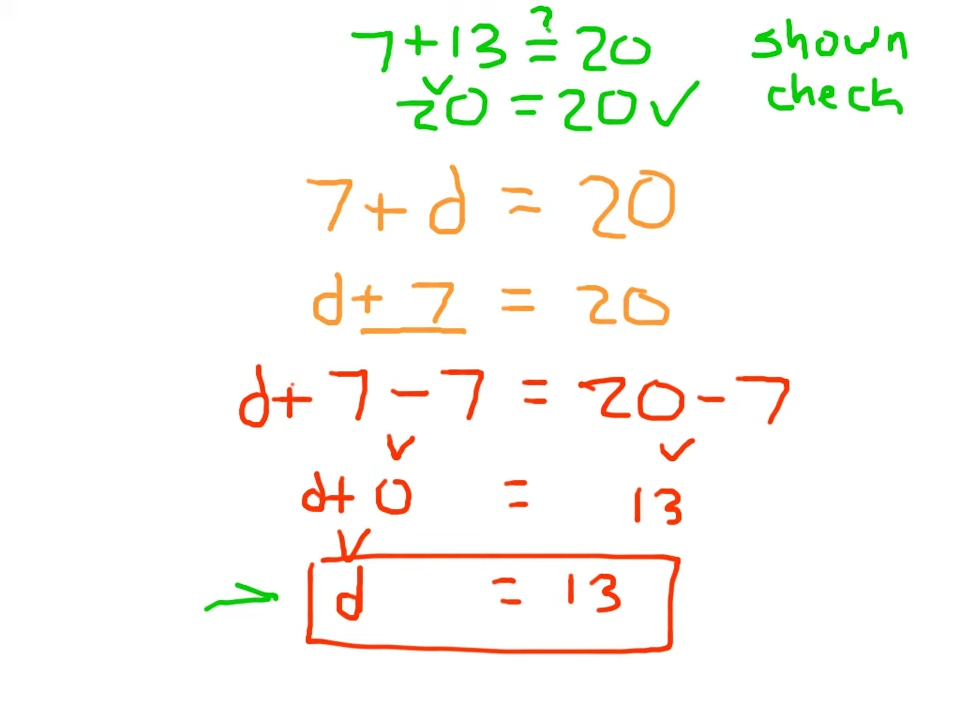 7+13 ≟ 20 shown
20 = 20 ✓ check
7+d = 20
d+ 7 = 20
d+7-7 = 20-7
d+0 = 13
d = 13